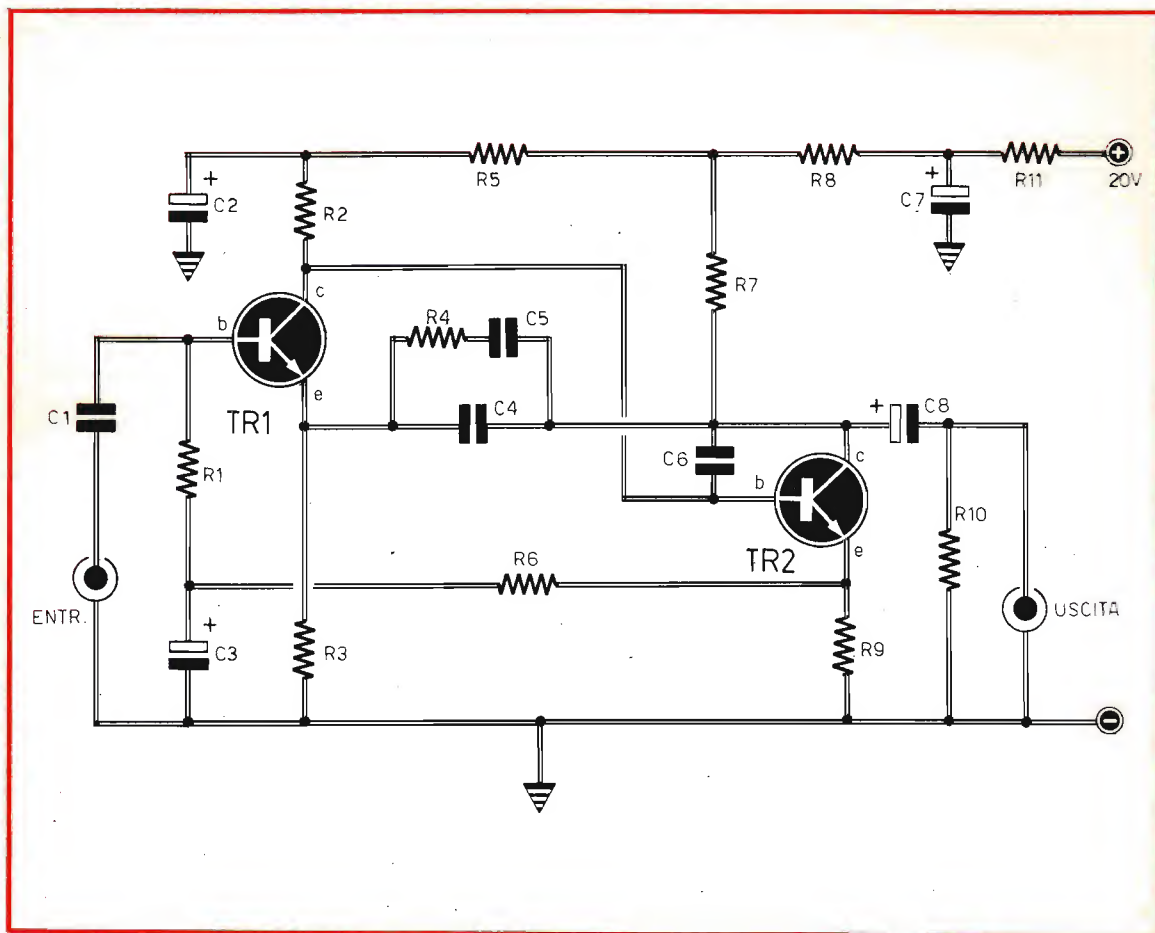 R5
R8
R11
+
20V
+
C2
R2
+
C7
c
b
e
TR1
R4
C5
R7
C1
R1
C4
+
C8
C6
b
c
e
TR2
R10
ENTR.
R6
USCITA
+
C3
R3
R9
-